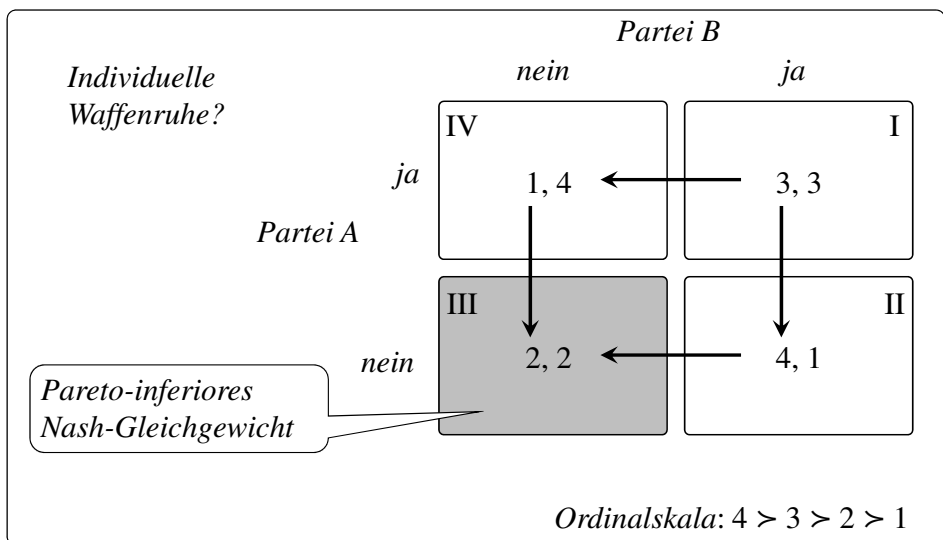 Partei B
nein ja
Individuelle
Waffenruhe?
IV I
ja 1, 4 3, 3
Partei A
III II
nein 2, 2 4, 1
Pareto-inferiores
Nash-Gleichgewicht
Ordinalskala: 4 ≻ 3 ≻ 2 ≻ 1